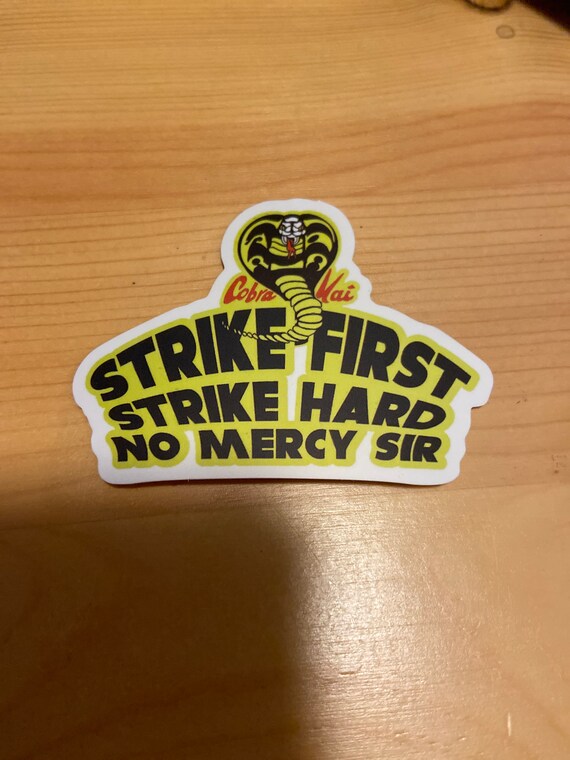 Cobra Kai
STRIKE FIRST
STRIKE HARD
NO MERCY SIR